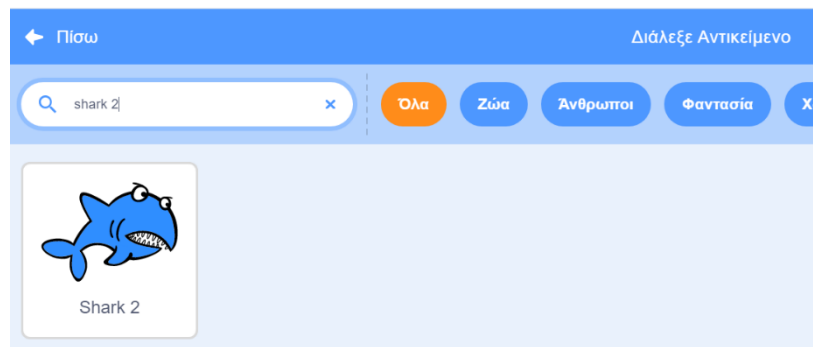 Πίσω
Διάλεξε Αντικείμενο
shark 2
Όλα
Ζώα
Άνθρωποι
Φαντασία
Χ
Shark 2